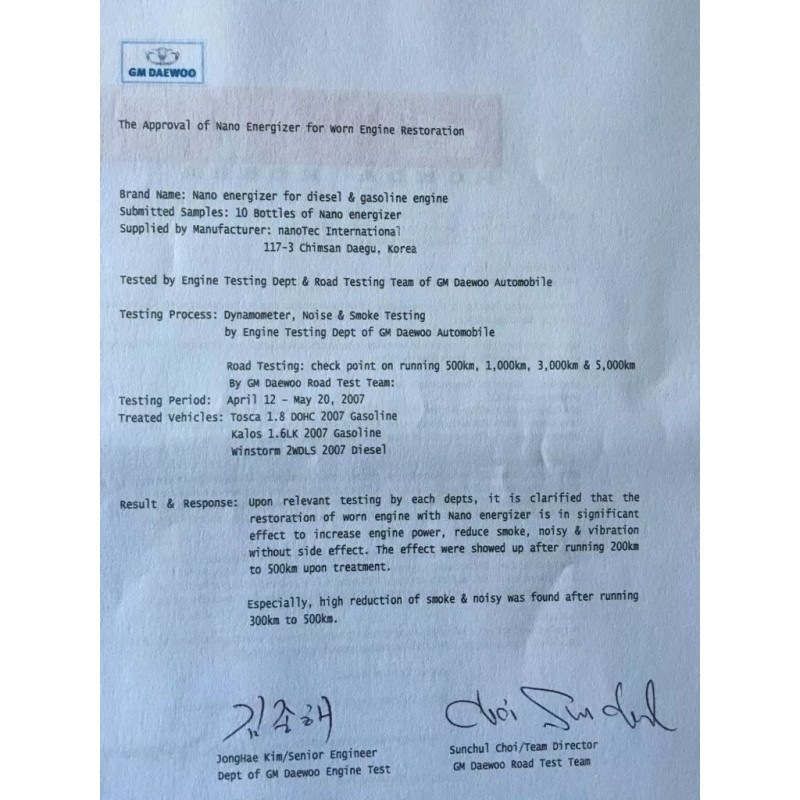 GM DAEWOO
The Approval of Nano Energizer for Worn Engine Restoration
Brand Name: Nano energizer for diesel & gasoline engine
Submitted Samples: 10 Bottles of Nano energizer
Supplied by Manufacturer: nanoTec International
117-3 Chimsan Daegu, Korea
Tested by Engine Testing Dept & Road Testing Team of GM Daewoo Automobile
Testing Process: Dynamometer, Noise & Smoke Testing
by Engine Testing Dept of GM Daewoo Automobile
Road Testing: check point on running 500km, 1,000km, 3,000km & 5,000km
By GM Daewoo Road Test Team:
Testing Period: April 12 - May 20, 2007
Treated Vehicles: Tosca 1.8 DOHC 2007 Gasoline
Kalos 1.6LK 2007 Gasoline
Winstorm 2WDLS 2007 Diesel
Result & Response: Upon relevant testing by each depts, it is clarified that the
restoration of worn engine with Nano energizer is in significant
effect to increase engine power, reduce smoke, noisy & vibration
without side effect. The effect were showed up after running 200km
to 500km upon treatment.
Especially, high reduction of smoke & noisy was found after running
300km to 500km.
김종해 Choi Sun chul
JongHae Kim/Senior Engineer Sunchul Choi/Team Director
Dept of GM Daewoo Engine Test GM Daewoo Road Test Team